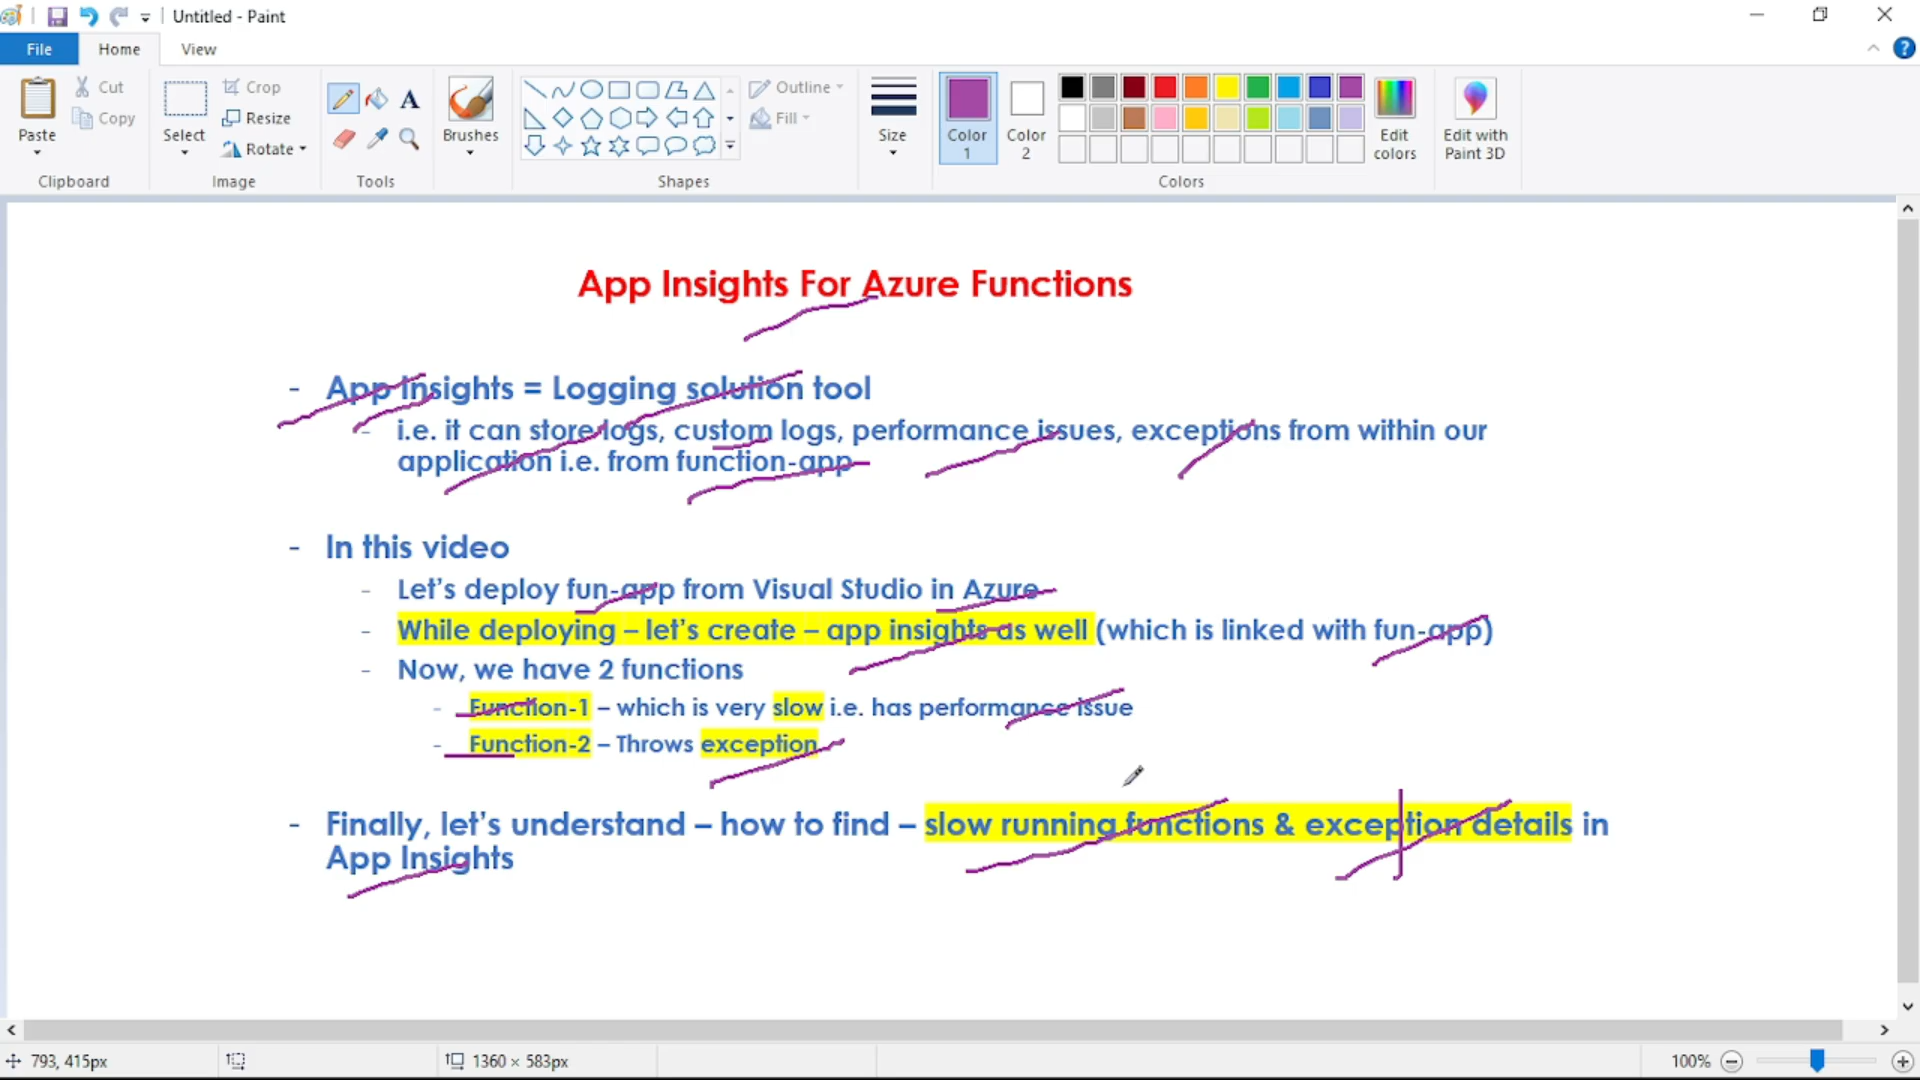 Untitled - Paint
File Home View
Paste Cut Copy Clipboard
Select Crop Resize Rotate Image
Tools
Brushes
Shapes
Outline Fill
Size
Color 1
Color 2
Edit colors
Colors
Edit with Paint 3D
App Insights For Azure Functions
- App Insights = Logging solution tool
- i.e. it can store logs, custom logs, performance issues, exceptions from within our
application i.e. from function-app
- In this video
- Let's deploy fun-app from Visual Studio in Azure
- While deploying – let's create – app insights as well (which is linked with fun-app)
- Now, we have 2 functions
- Function-1 – which is very slow i.e. has performance issue
- Function-2 – Throws exception
- Finally, let's understand – how to find – slow running functions & exception details in
App Insights
793, 415px 1360 × 583px 100%